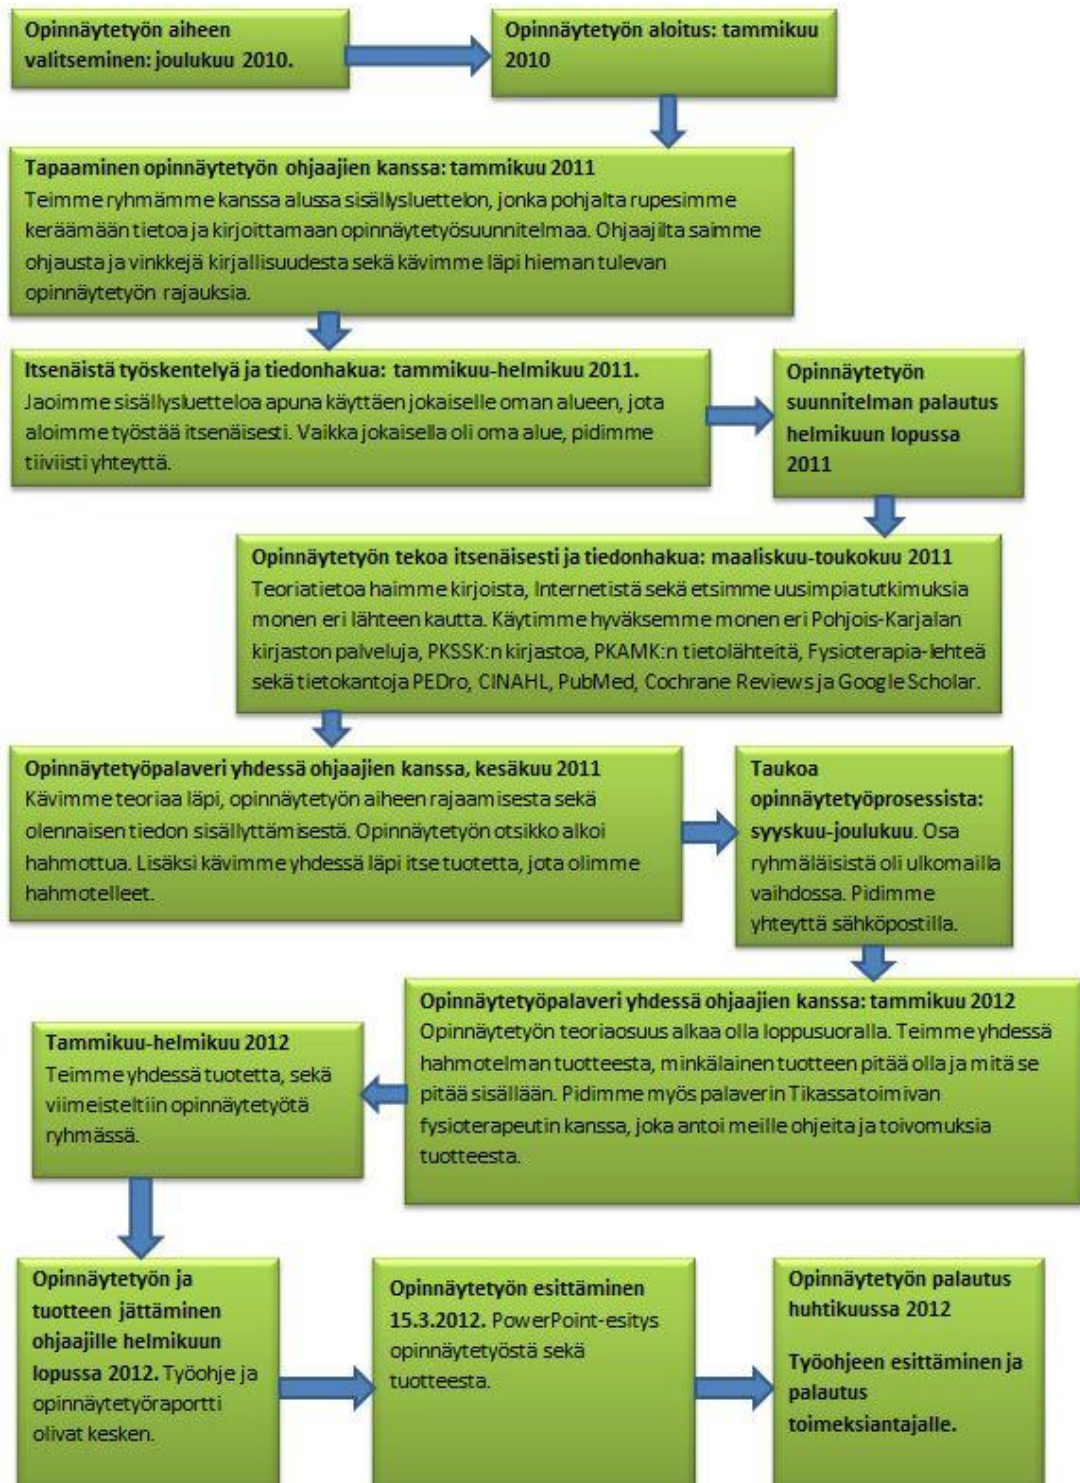 Opinnäytetyön aiheen
valitseminen: joulukuu 2010.
Opinnäytetyön aloitus: tammikuu
2010
Tapaaminen opinnäytetyön ohjaajien kanssa: tammikuu 2011
Teimme ryhmämme kanssa alussa sisällysluettelon, jonka pohjalta rupesimme
keräämään tietoa ja kirjoittamaan opinnäytetyösuunnitelmaa. Ohjaajilta saimme
ohjausta ja vinkkejä kirjallisuudesta sekä kävimme läpi hieman tulevan
opinnäytetyön rajauksia.
Itsenäistä työskentelyä ja tiedonhakua: tammikuu-helmikuu 2011.
Jaoimme sisällysluetteloa apuna käyttäen jokaiselle oman alueen, jota
aloimme työstää itsenäisesti. Vaikka jokaisella oli oma alue, pidimme
tiiviisti yhteyttä.
Opinnäytetyön
suunnitelman palautus
helmikuun lopussa
2011
Opinnäytetyön tekoa itsenäisesti ja tiedonhakua: maaliskuu-toukokuu 2011
Teoriatietoa haimme kirjoista, Internetistä sekä etsimme uusimpia tutkimuksia
monen eri lähteen kautta. Käytimme hyväksemme monen eri Pohjois-Karjalan
kirjaston palveluja, PKSSK:n kirjastoa, PKAMK:n tietolähteitä, Fysioterapia-lehteä
sekä tietokantoja PEDro, CINAHL, PubMed, Cochrane Reviews ja Google Scholar.
Opinnäytetyöpalaveri yhdessä ohjaajien kanssa, kesäkuu 2011
Kävimme teoriaa läpi, opinnäytetyön aiheen rajaamisesta sekä
olennaisen tiedon sisällyttämisestä. Opinnäytetyön otsikko alkoi
hahmottua. Lisäksi kävimme yhdessä läpi itse tuotetta, jota olimme
hahmotelleet.
Taukoa
opinnäytetyöprosessista:
syyskuu-joulukuu. Osa
ryhmäläisistä oli ulkomailla
vaihdossa. Pidimme
yhteyttä sähköpostilla.
Opinnäytetyöpalaveri yhdessä ohjaajien kanssa: tammikuu 2012
Opinnäytetyön teoriaosuus alkaa olla loppusuoralla. Teimme yhdessä
hahmotelman tuotteesta, minkälainen tuotteen pitää olla ja mitä se
pitää sisällään. Pidimme myös palaverin Tikassa toimivan
fysioterapeutin kanssa, joka antoi meille ohjeita ja toivomuksia
tuotteesta.
Tammikuu-helmikuu 2012
Teimme yhdessä tuotetta, sekä
viimeisteltiin opinnäytetyötä
ryhmässä.
Opinnäytetyön ja
tuotteen jättäminen
ohjaajille helmikuun
lopussa 2012. Työohje ja
opinnäytetyöraportti
olivat kesken.
Opinnäytetyön esittäminen
15.3.2012. PowerPoint-esitys
opinnäytetyöstä sekä
tuotteesta.
Opinnäytetyön palautus
huhtikuussa 2012
Työohjeen esittäminen ja
palautus
toimeksiantajalle.